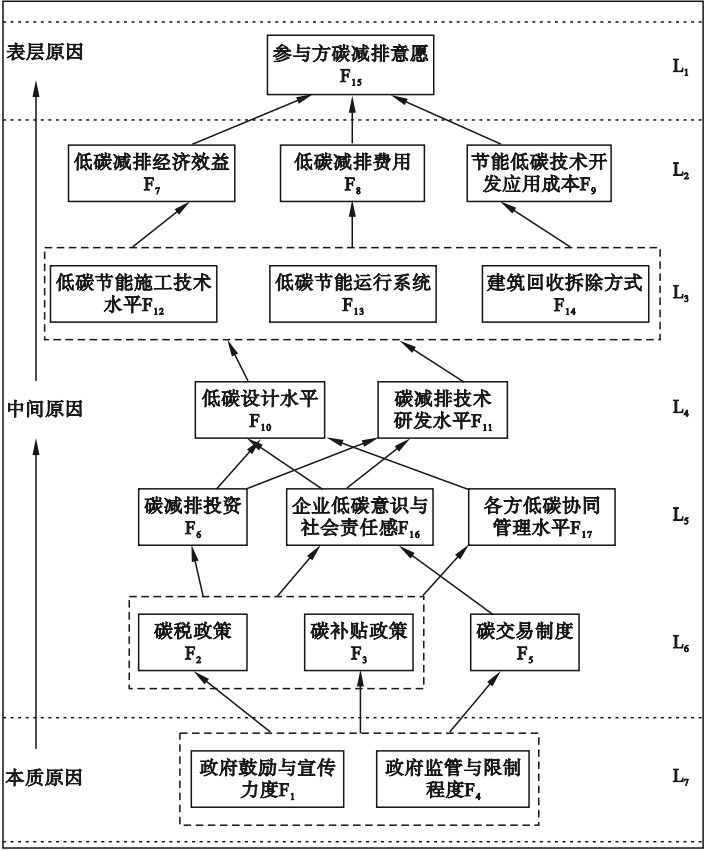 表层原因
参与方碳减排意愿
F15
L1
低碳减排经济效益
F7
低碳减排费用
F8
节能低碳技术开
发应用成本F9
L2
低碳节能施工技术
水平F12
低碳节能运行系统
F13
建筑回收拆除方式
F14
L3
中间原因
低碳设计水平
F10
碳减排技术
研发水平F11
L4
碳减排投资
F6
企业低碳意识与
社会责任感F16
各方低碳协同
管理水平F17
L5
碳税政策
F2
碳补贴政策
F3
碳交易制度
F5
L6
本质原因
政府鼓励与宣传
力度F1
政府监管与限制
程度F4
L7